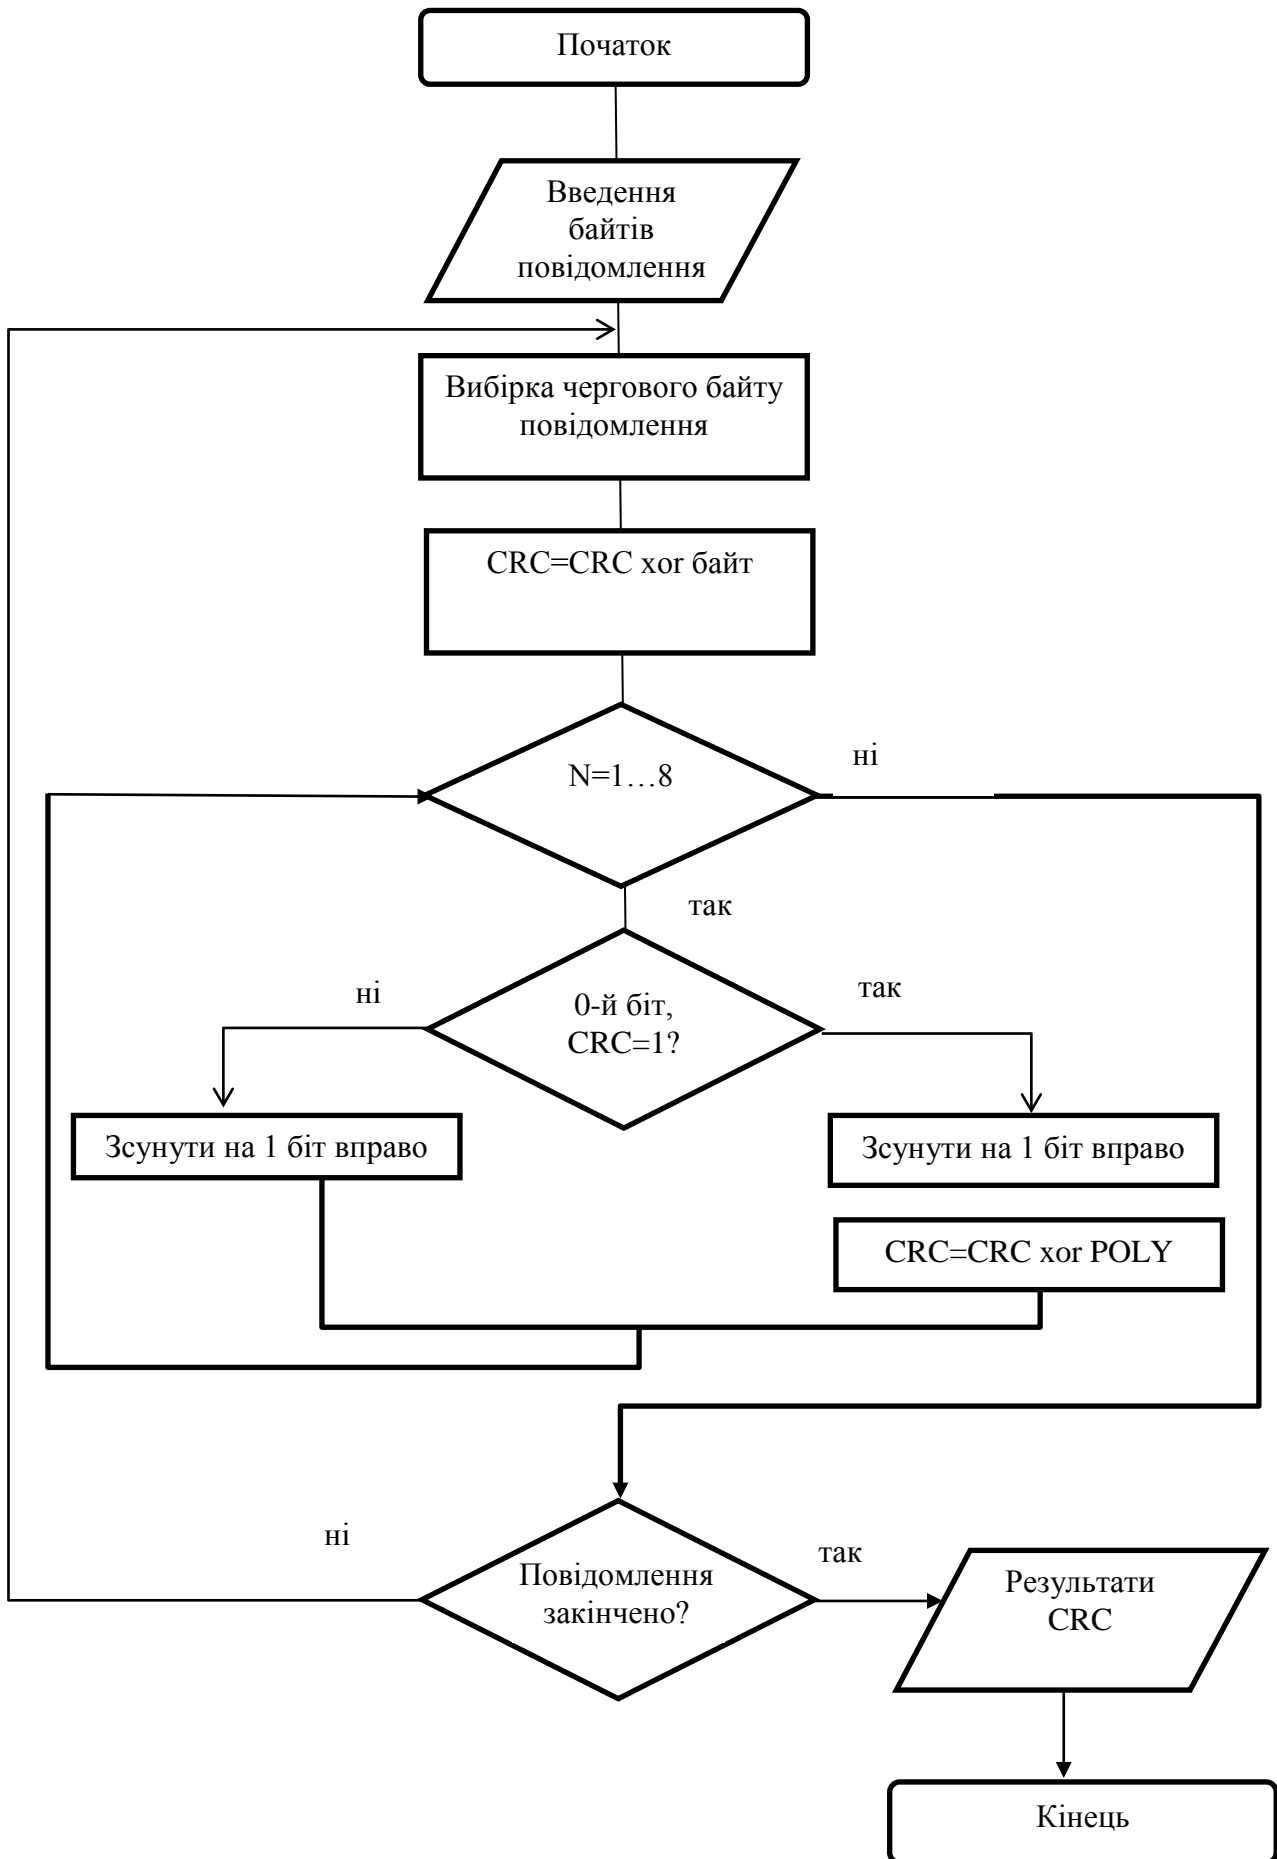 Початок
Введення
байтів
повідомлення
Вибірка чергового байту
повідомлення
CRC=CRC xor байт
N=1…8
ні
так
ні
0-й біт,
CRC=1?
так
Зсунути на 1 біт вправо
Зсунути на 1 біт вправо
CRC=CRC xor POLY
ні
Повідомлення
закінчено?
так
Результати
CRC
Кінець